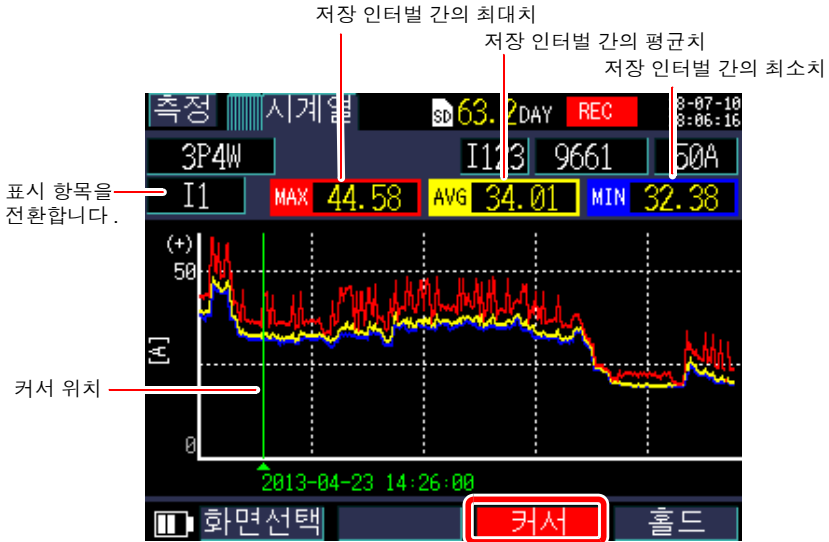 저장 인터벌 간의 최대치
저장 인터벌 간의 평균치
저장 인터벌 간의 최소치
측정 시계열 SD 63.2DAY REC 8-07-10
8:06:16
3P4W I123 9661 50A
표시 항목을
전환합니다.
I1 MAX 44.58 AVG 34.01 MIN 32.38
(+)
50
[A]
커서 위치
0
2013-04-23 14:26:00
화면선택 커서 홀드